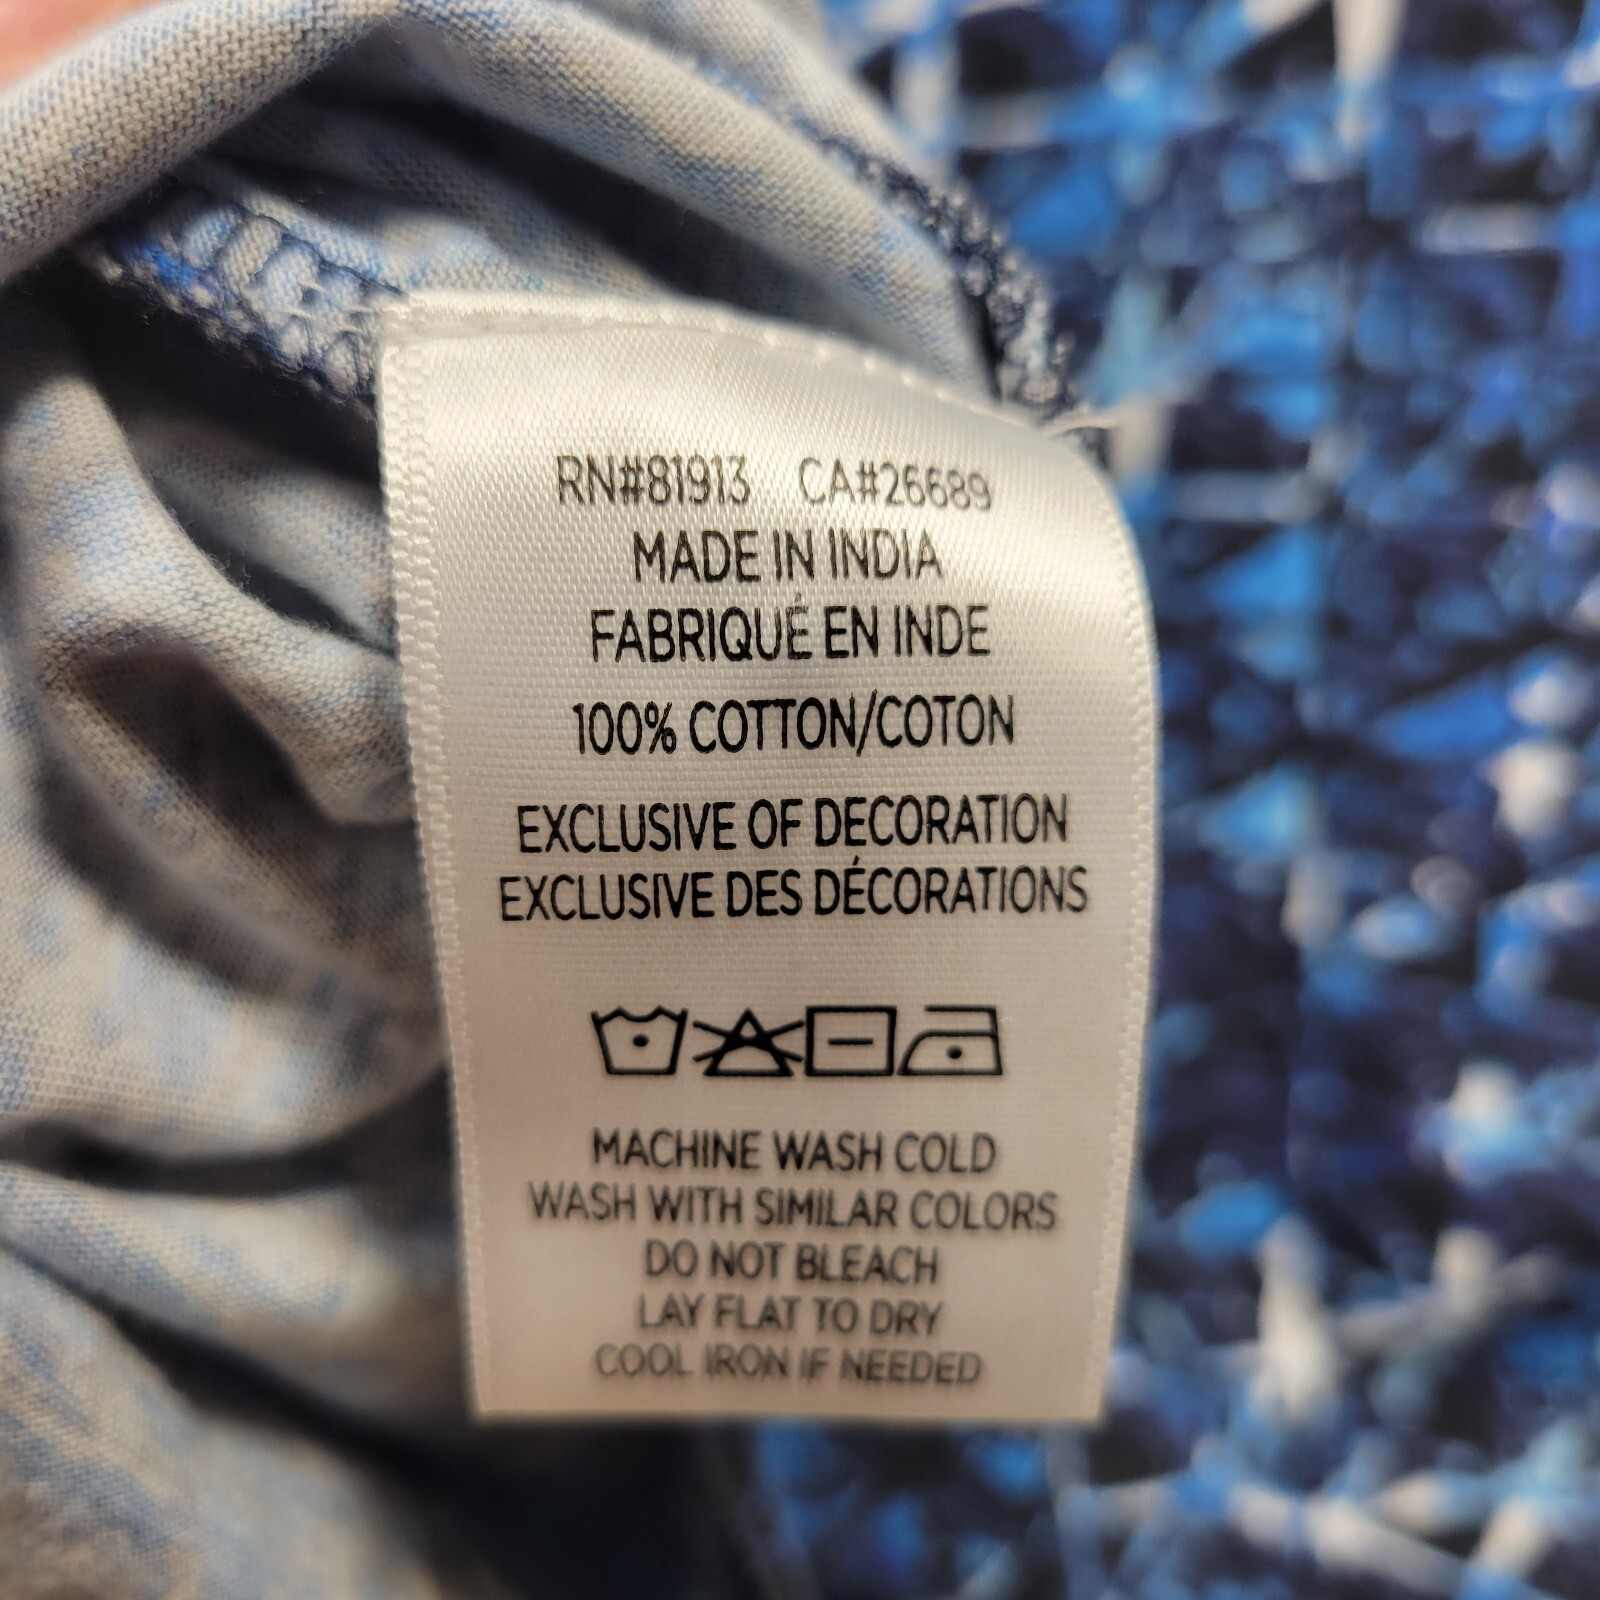 RN#81913 CA#26689
MADE IN INDIA
FABRIQUÉ EN INDE
100% COTTON/COTON
EXCLUSIVE OF DECORATION
EXCLUSIVE DES DÉCORATIONS
MACHINE WASH COLD
WASH WITH SIMILAR COLORS
DO NOT BLEACH
LAY FLAT TO DRY
COOL IRON IF NEEDED